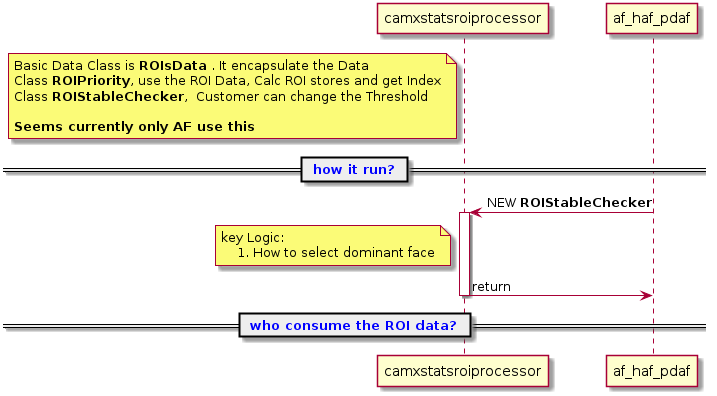 camxstatsroiprocessor
af_haf_pdaf
Basic Data Class is ROIsData . It encapsulate the Data
Class ROIPriority, use the ROI Data, Calc ROI stores and get Index
Class ROIStableChecker,  Customer can change the Threshold
Seems currently only AF use this
how it run?
NEW ROIStableChecker
key Logic:
1. How to select dominant face
return
who consume the ROI data?
camxstatsroiprocessor
af_haf_pdaf